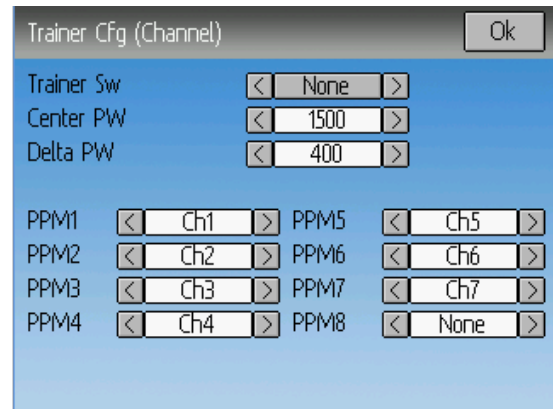 Trainer Cfg (Channel) Ok
Trainer Sw < None >
Center PW < 1500 >
Delta PW < 400 >
PPM1 < Ch1 > PPM5 < Ch5 >
PPM2 < Ch2 > PPM6 < Ch6 >
PPM3 < Ch3 > PPM7 < Ch7 >
PPM4 < Ch4 > PPM8 < None >